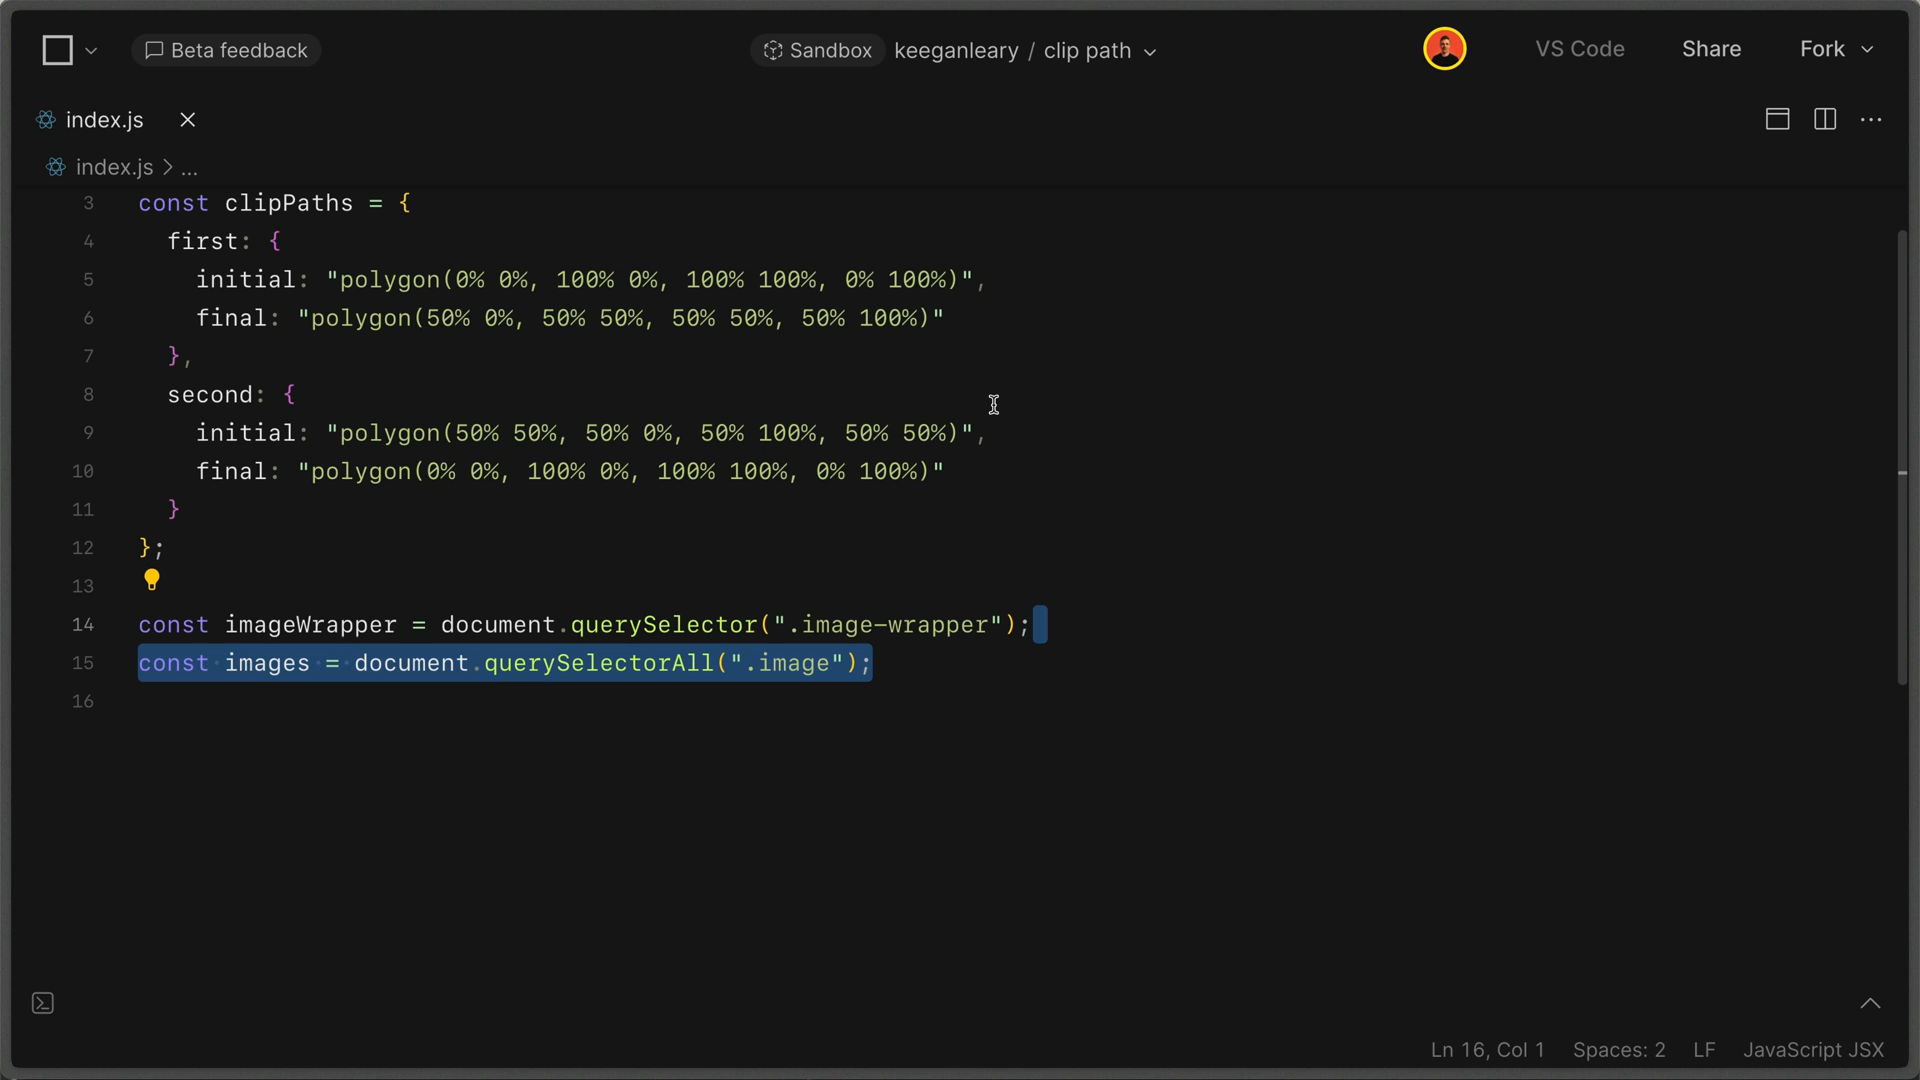 Beta feedback
Sandbox keeganleary / clip path
VS Code
Share
Fork
index.js
index.js > ...
3 const clipPaths = {
4 first: {
5 initial: "polygon(0% 0%, 100% 0%, 100% 100%, 0% 100%)",
6 final: "polygon(50% 0%, 50% 50%, 50% 50%, 50% 100%)"
7 },
8 second: {
9 initial: "polygon(50% 50%, 50% 0%, 50% 100%, 50% 50%)",
10 final: "polygon(0% 0%, 100% 0%, 100% 100%, 0% 100%)"
11 }
12 };
13
14 const imageWrapper = document.querySelector(".image-wrapper");
15 const images = document.querySelectorAll(".image");
16
Ln 16, Col 1 Spaces: 2 LF JavaScript JSX